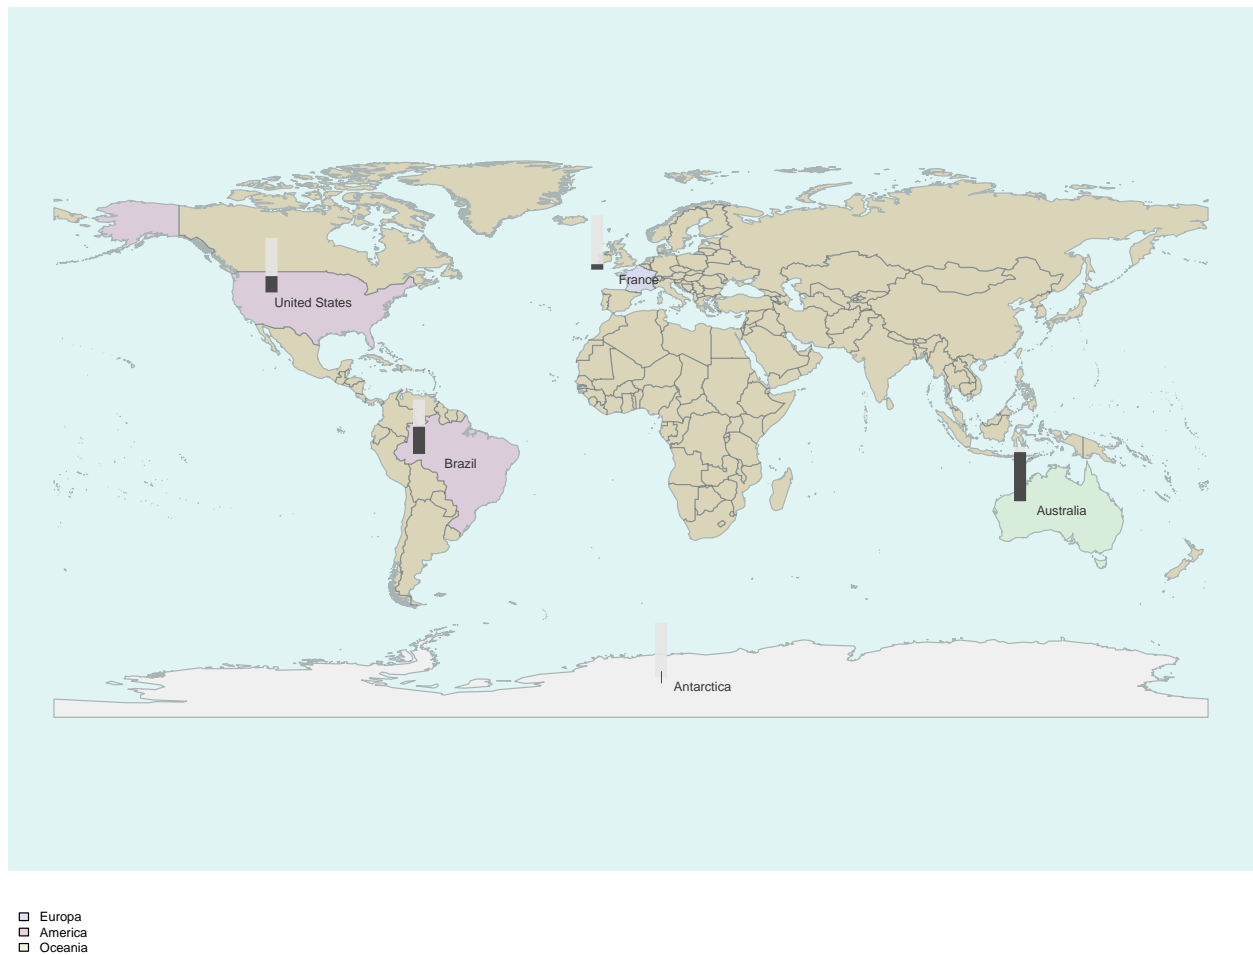 France
United States
Brazil
Australia
Antarctica
Europa
America
Oceania